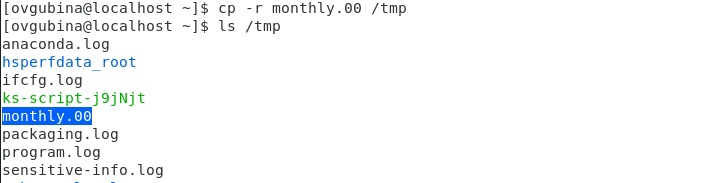 [ovgubina@localhost ~]$ cp -r monthly.00 /tmp
[ovgubina@localhost ~]$ ls /tmp
anaconda.log
hsperfdata_root
ifcfg.log
ks-script-j9jNjt
monthly.00
packaging.log
program.log
sensitive-info.log